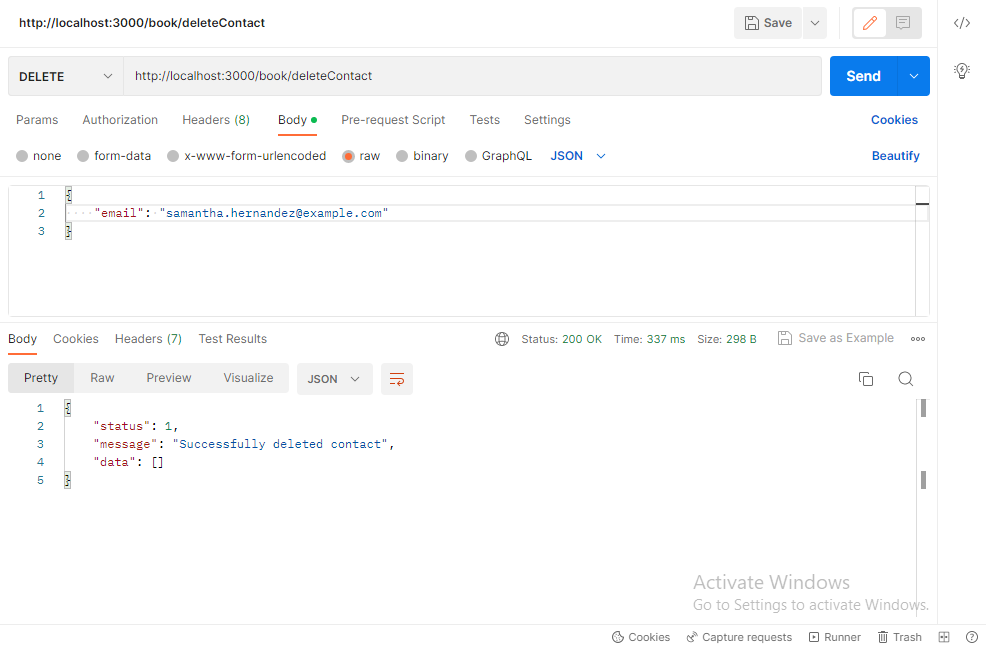 http://localhost:3000/book/deleteContact
Save
DELETE
http://localhost:3000/book/deleteContact
Send
Params Authorization Headers (8) Body Pre-request Script Tests Settings Cookies
none form-data x-www-form-urlencoded raw binary GraphQL JSON Beautify
1 {
2 "email": "samantha.hernandez@example.com"
3 }
Body Cookies Headers (7) Test Results Status: 200 OK Time: 337 ms Size: 298 B Save as Example
Pretty Raw Preview Visualize JSON
1 {
2 "status": 1,
3 "message": "Successfully deleted contact",
4 "data": []
5 }
Activate Windows
Go to Settings to activate Windows.
Cookies Capture requests Runner Trash